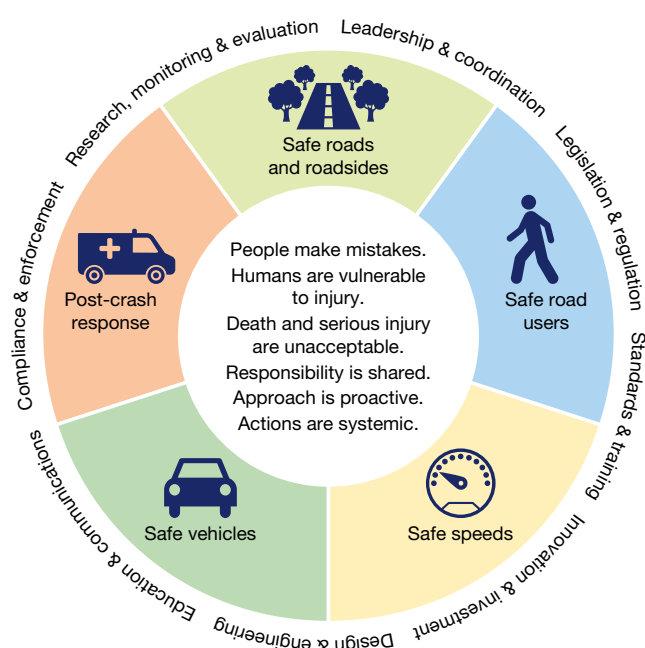 Leadership & coordination
Legislation & regulation
Standards & training
Innovation & investment
Design & engineering
Education & communications
Compliance & enforcement
Research, monitoring & evaluation
Safe roads
and roadsides
Safe road
users
Safe speeds
Safe vehicles
Post-crash
response
People make mistakes.
Humans are vulnerable
to injury.
Death and serious injury
are unacceptable.
Responsibility is shared.
Approach is proactive.
Actions are systemic.